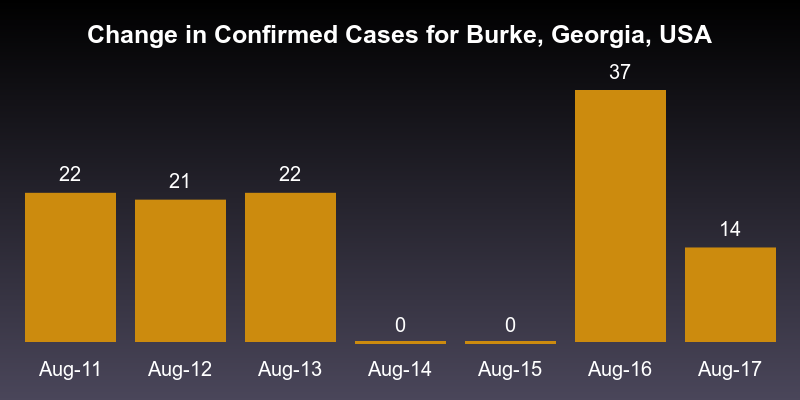 Change in Confirmed Cases for Burke, Georgia, USA
37
22
21
22
14
0
0
Aug-11
Aug-12
Aug-13
Aug-14
Aug-15
Aug-16
Aug-17